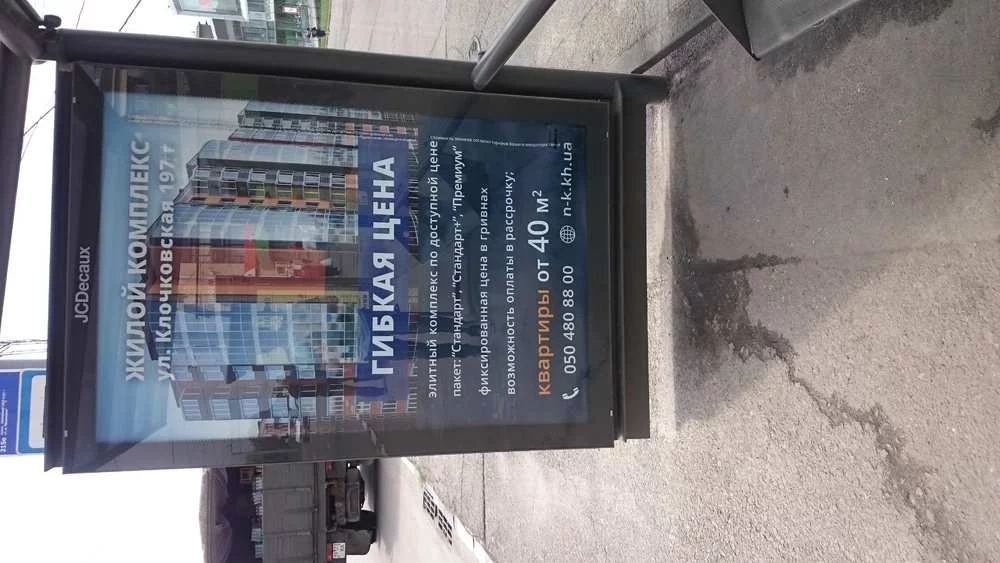 JCDecaux
ЖИЛОЙ КОМПЛЕКС
ул. Клочковская 197 г
ГИБКАЯ ЦЕНА
элитный комплекс по доступной цене;
пакет:"Стандарт", "Стандарт+", "Премиум"
фиксированная цена в гривнах
возможность оплаты в рассрочку;
квартиры от 40 м²
050 480 88 00 n-k.kh.ua